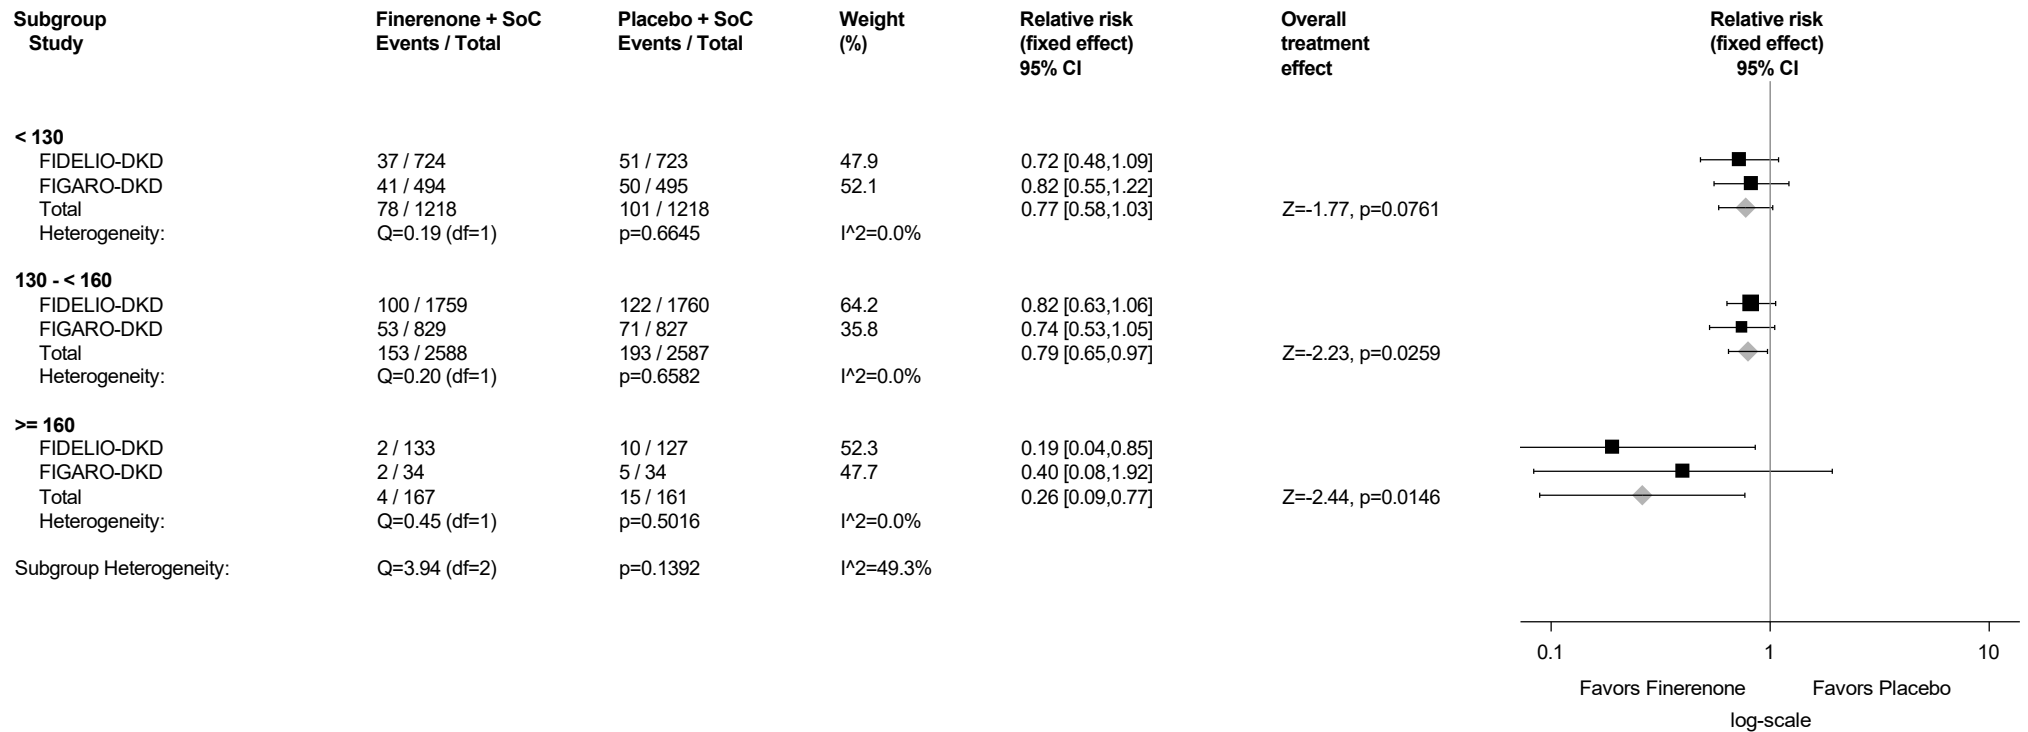 Subgroup Finerenone + SoC Placebo + SoC Weight Relative risk Overall Relative risk
Study Events / Total Events / Total (%) (fixed effect) treatment (fixed effect)
95% CI effect 95% CI
< 130
FIDELIO-DKD 37 / 724 51 / 723 47.9 0.72 [0.48,1.09]
FIGARO-DKD 41 / 494 50 / 495 52.1 0.82 [0.55,1.22]
Total 78 / 1218 101 / 1218 0.77 [0.58,1.03] Z=-1.77, p=0.0761
Heterogeneity: Q=0.19 (df=1) p=0.6645 I^2=0.0%
130 - < 160
FIDELIO-DKD 100 / 1759 122 / 1760 64.2 0.82 [0.63,1.06]
FIGARO-DKD 53 / 829 71 / 827 35.8 0.74 [0.53,1.05]
Total 153 / 2588 193 / 2587 0.79 [0.65,0.97] Z=-2.23, p=0.0259
Heterogeneity: Q=0.20 (df=1) p=0.6582 I^2=0.0%
>= 160
FIDELIO-DKD 2 / 133 10 / 127 52.3 0.19 [0.04,0.85]
FIGARO-DKD 2 / 34 5 / 34 47.7 0.40 [0.08,1.92]
Total 4 / 167 15 / 161 0.26 [0.09,0.77] Z=-2.44, p=0.0146
Heterogeneity: Q=0.45 (df=1) p=0.5016 I^2=0.0%
Subgroup Heterogeneity: Q=3.94 (df=2) p=0.1392 I^2=49.3%
0.1 1 10
Favors Finerenone Favors Placebo
log-scale